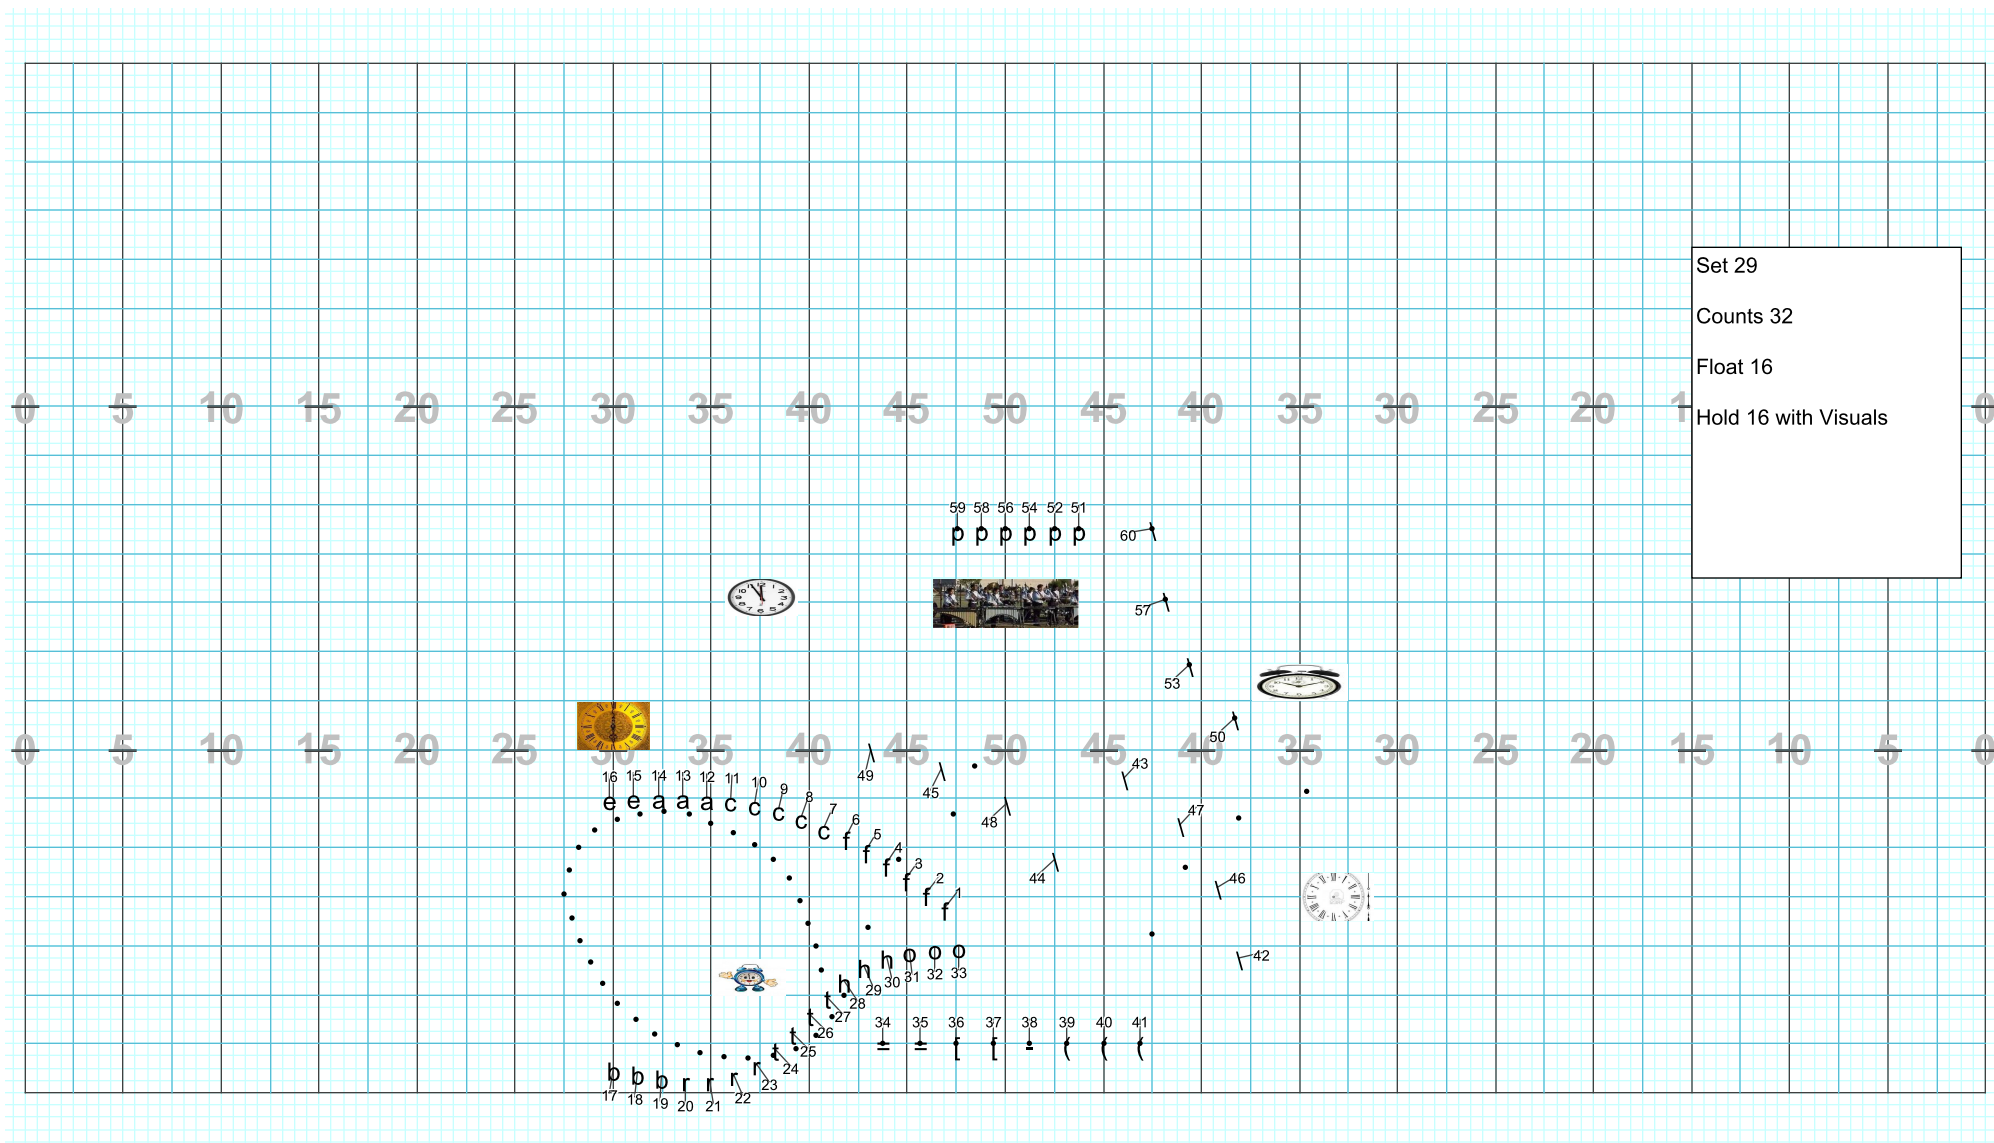 Set 29
Counts 32
Float 16
Hold 16 with Visuals
0 5 10 15 20 25 30 35 40 45 50 45 40 35 30 25 20 1 0
59 58 56 54 52 51
p p p p p p
60
57
53
50
0 5 10 15 20 25 30 35 40 45 50 45 40 35 30 25 20 15 10 5 0
49 45 48 44 43 47 46 42
16 15 14 13 12 11 10 9 8 7 6 5 4 3 2 1
e e a a a c c c c c f f f f f f
h h h o o o
28 29 30 31 32 33
t t t t
27 26 25 24
34 35 36 37 38 39 40 41
= = [ [ - ( ( (
b b b r r r r
17 18 19 20 21 22 23